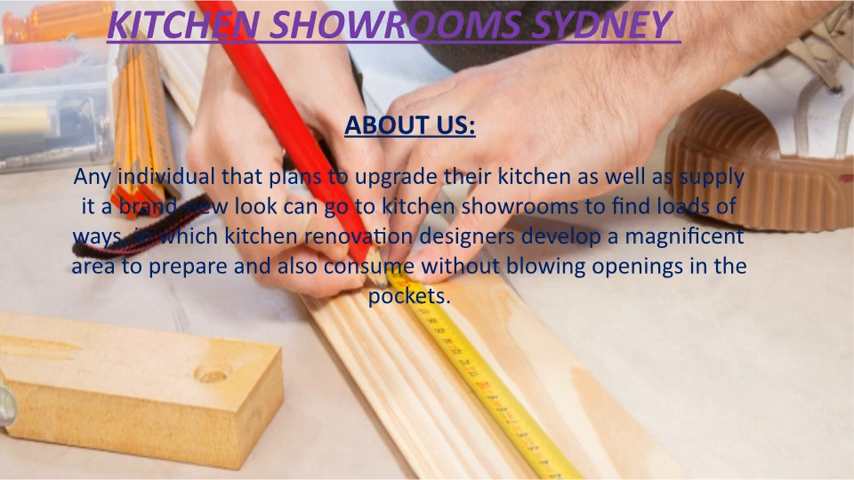 KITCHEN SHOWROOMS SYDNEY
ABOUT US:
Any individual that plans to upgrade their kitchen as well as supply
it a brand new look can go to kitchen showrooms to find loads of
ways, in which kitchen renovation designers develop a magnificent
area to prepare and also consume without blowing openings in the
pockets.